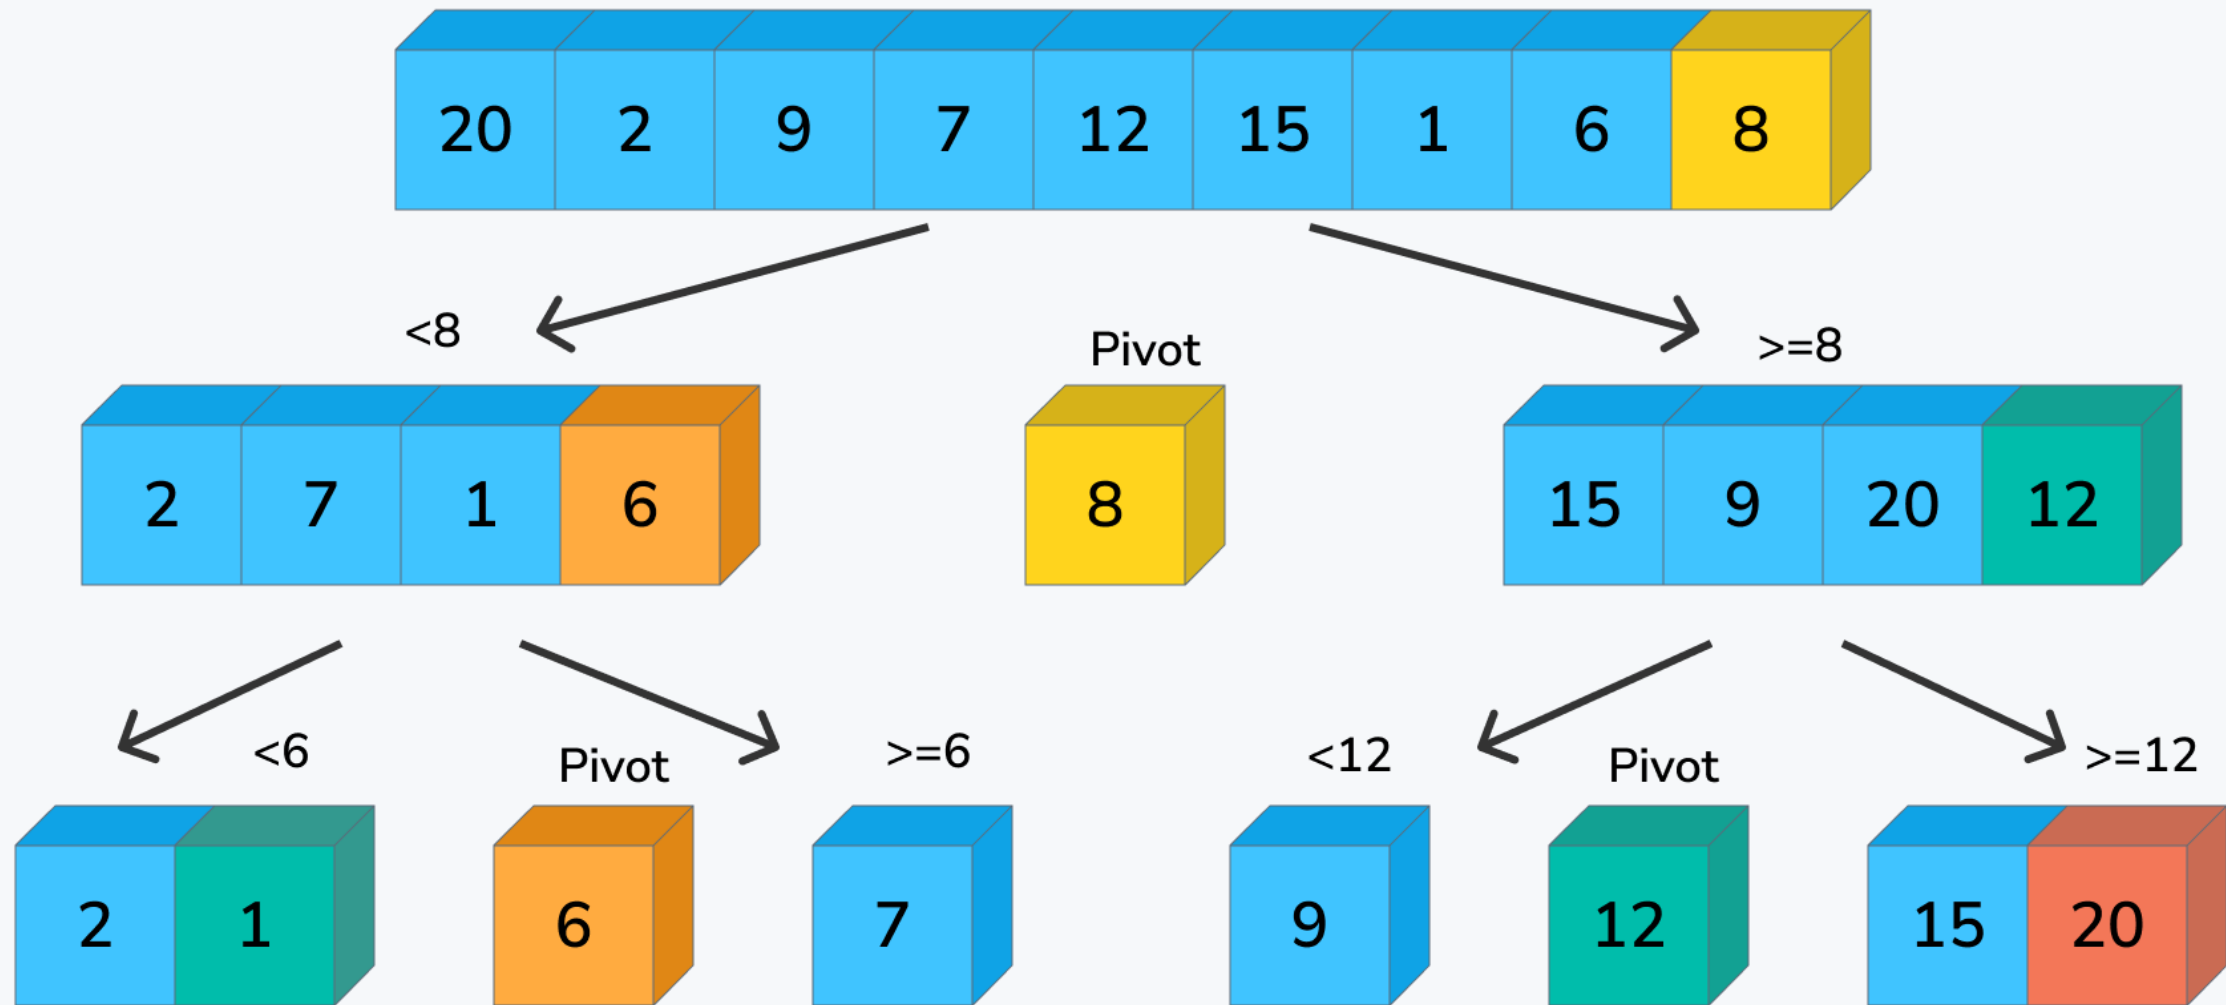 20 2 9 7 12 15 1 6 8
<8 Pivot >=8
2 7 1 6 8 15 9 20 12
<6 Pivot >=6 <12 Pivot >=12
2 1 6 7 9 12 15 20